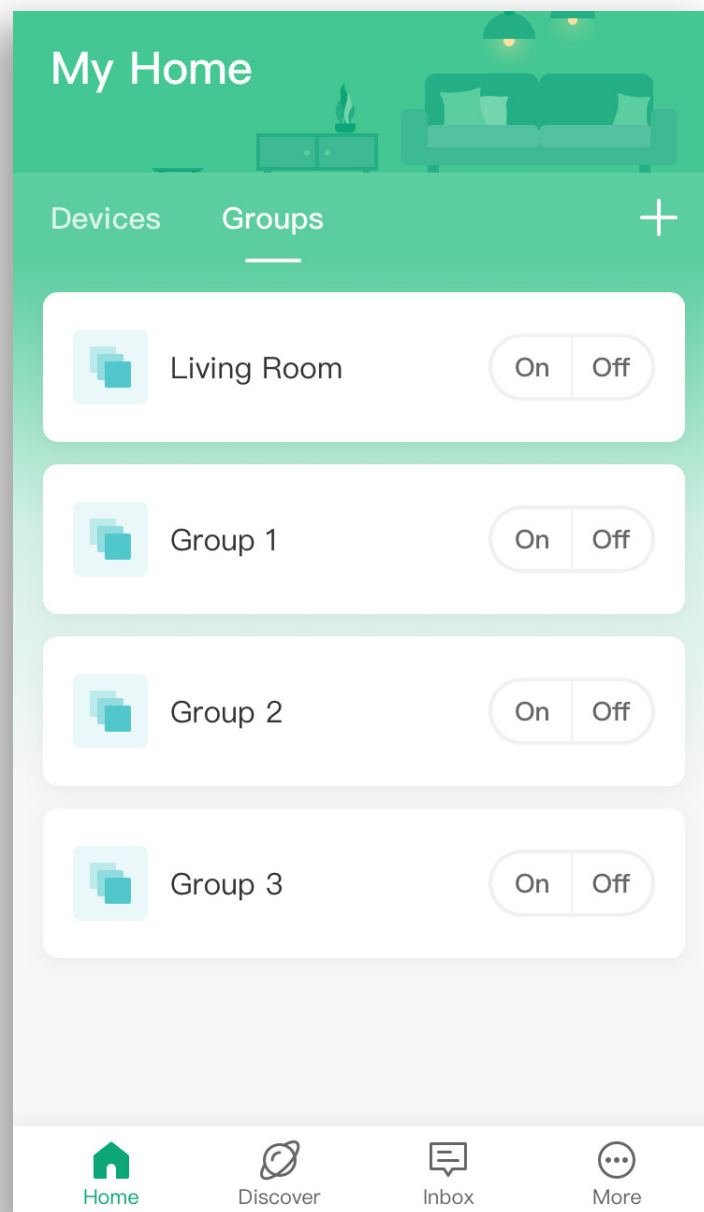 My Home
Devices Groups
Living Room On Off
Group 1 On Off
Group 2 On Off
Group 3 On Off
Home Discover Inbox More